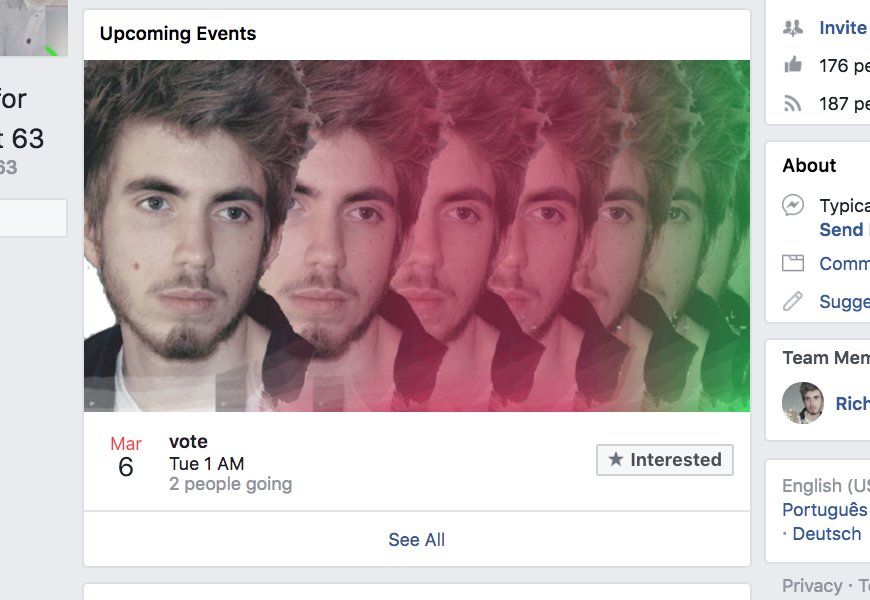 for
t 63
63
Upcoming Events
Mar
6
vote
Tue 1 AM
2 people going
Interested
See All
Invite
176 pe
187 pe
About
Typica
Send
Comm
Sugge
Team Mem
Rich
English (US
Português
· Deutsch
Privacy · Te